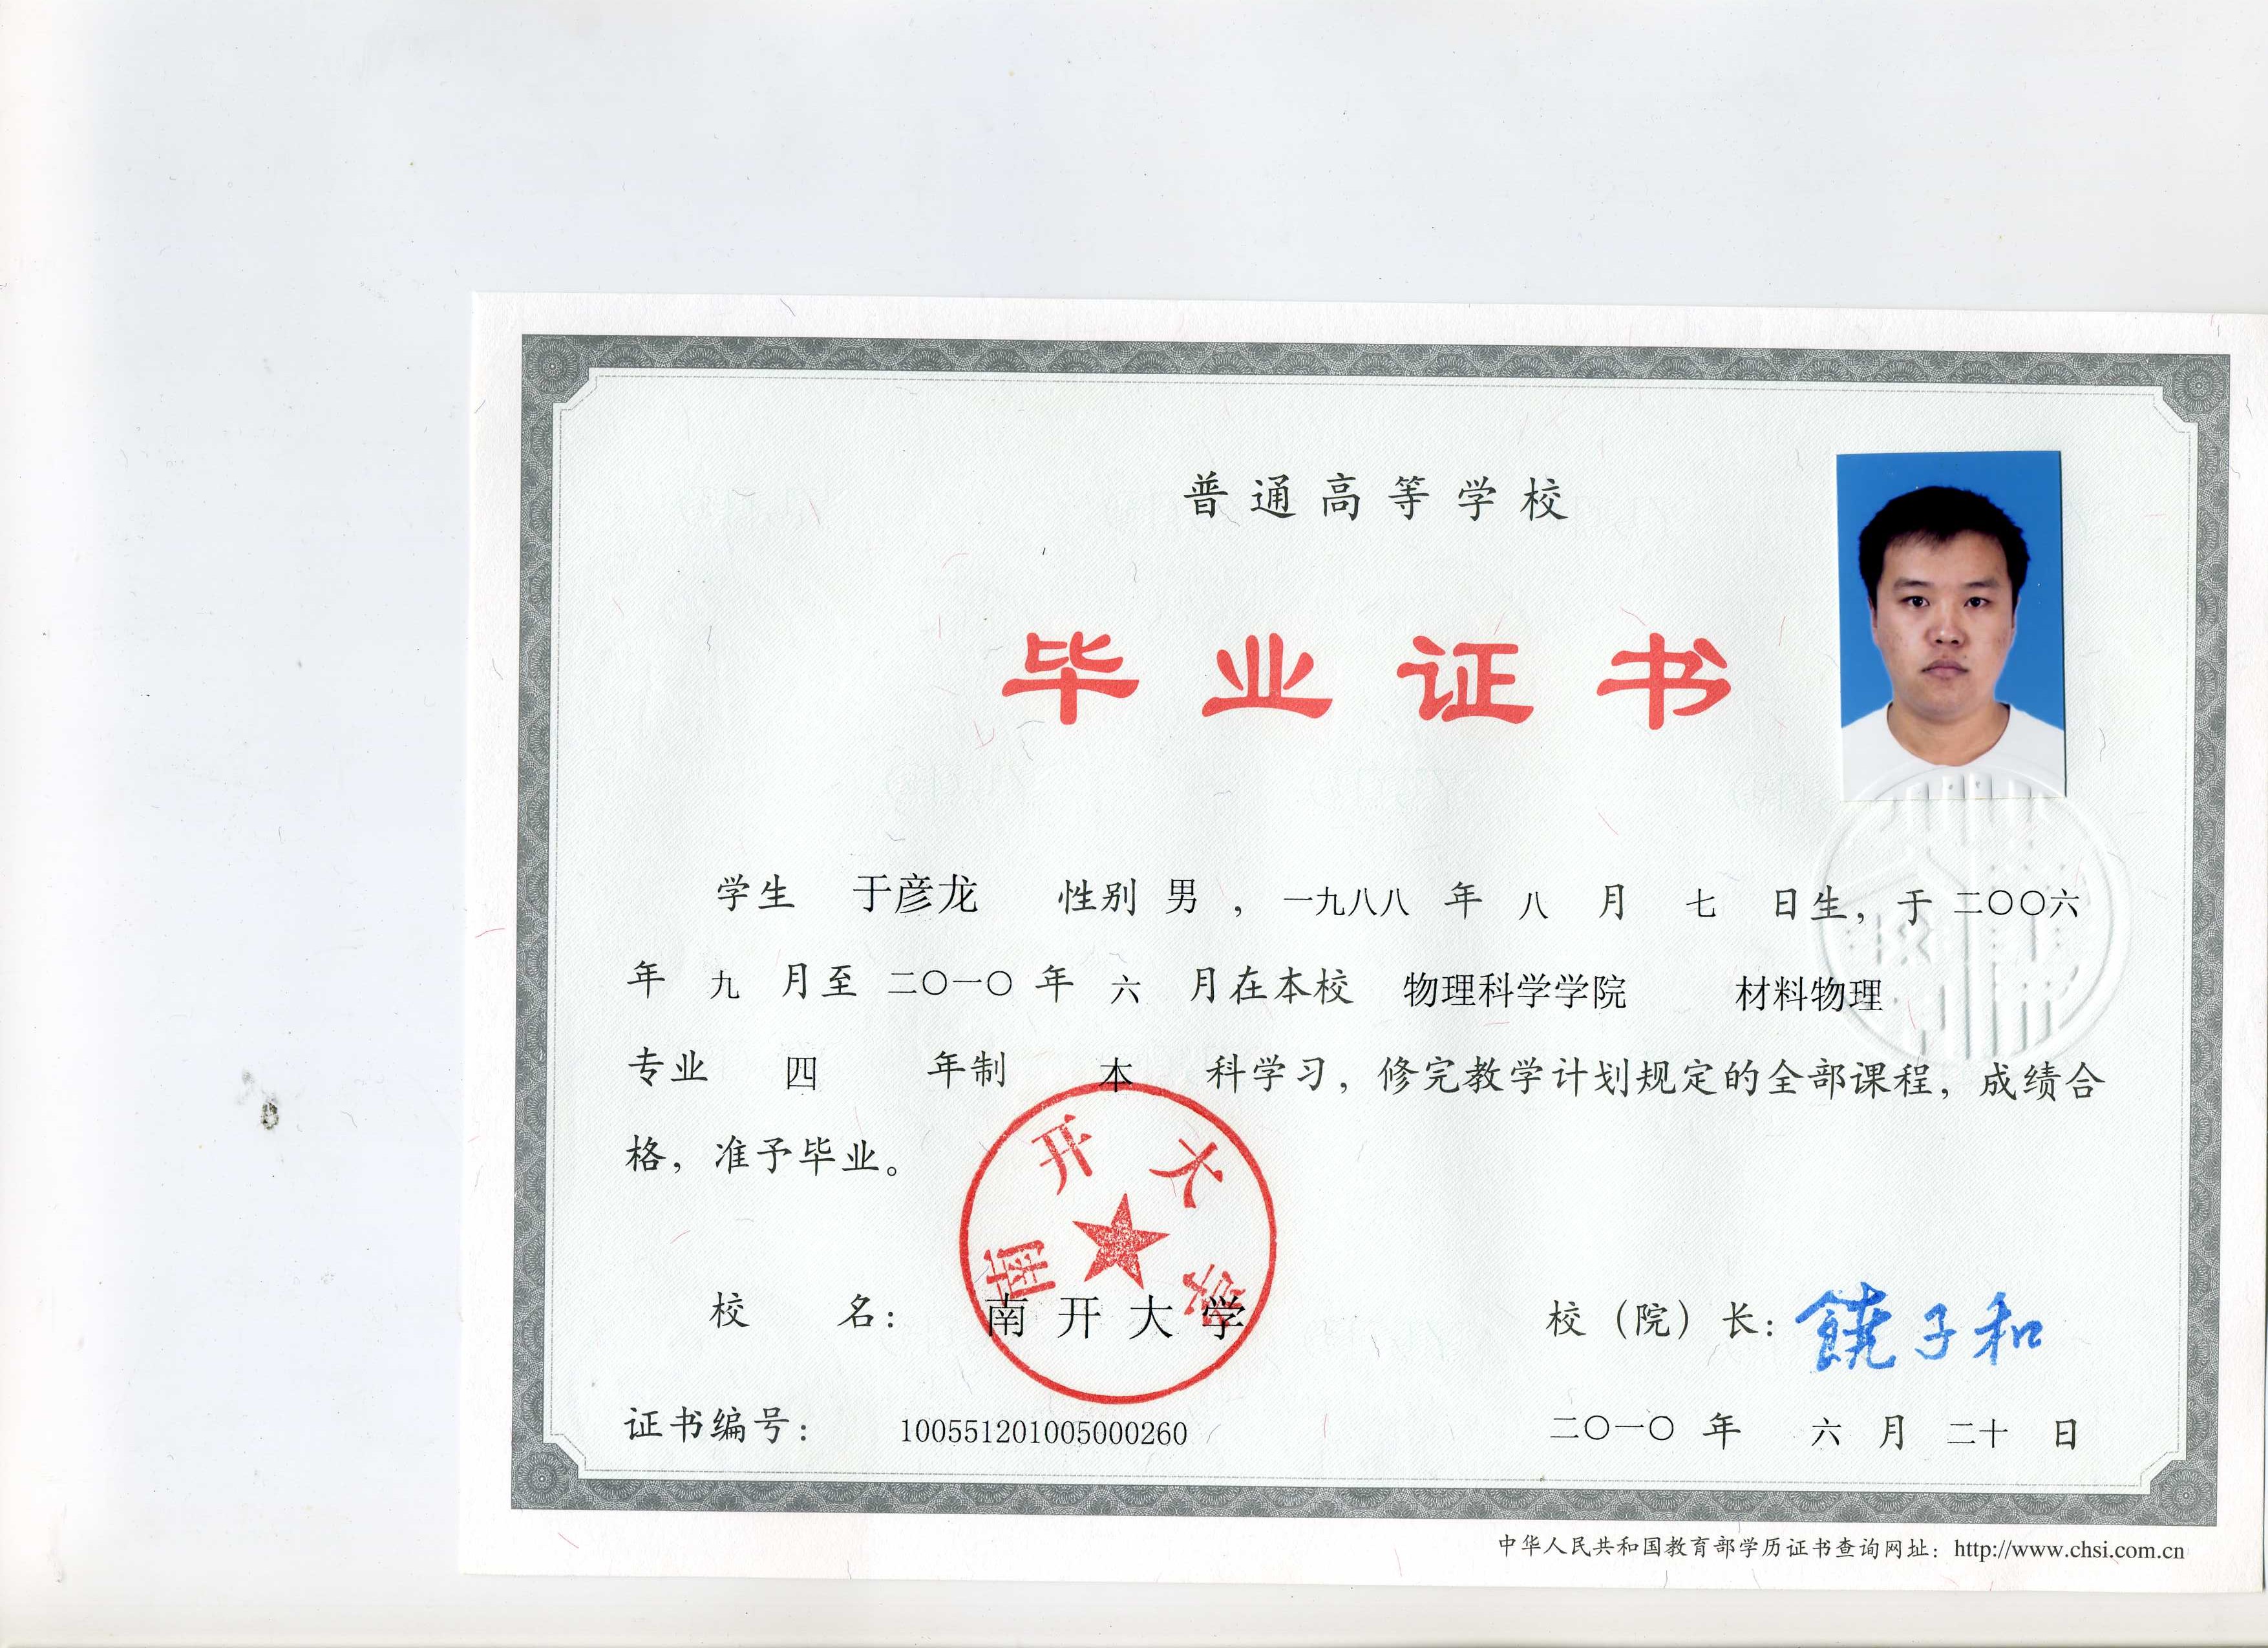 普通高等学校
毕业证书
学生 于彦龙 性别 男 ，一九八八 年 八 月 七 日生，于 二〇〇六
年 九 月至 二〇一〇 年 六 月在本校 物理科学学院 材料物理
专业 四 年制 本 科学习，修完教学计划规定的全部课程，成绩合
格，准予毕业。
南开大学
校 名： 南开大学 校（院）长：饒子和
证书编号： 100551201005000260 二〇一〇 年 六 月 二十 日
中华人民共和国教育部学历证书查询网址：http://www.chsi.com.cn